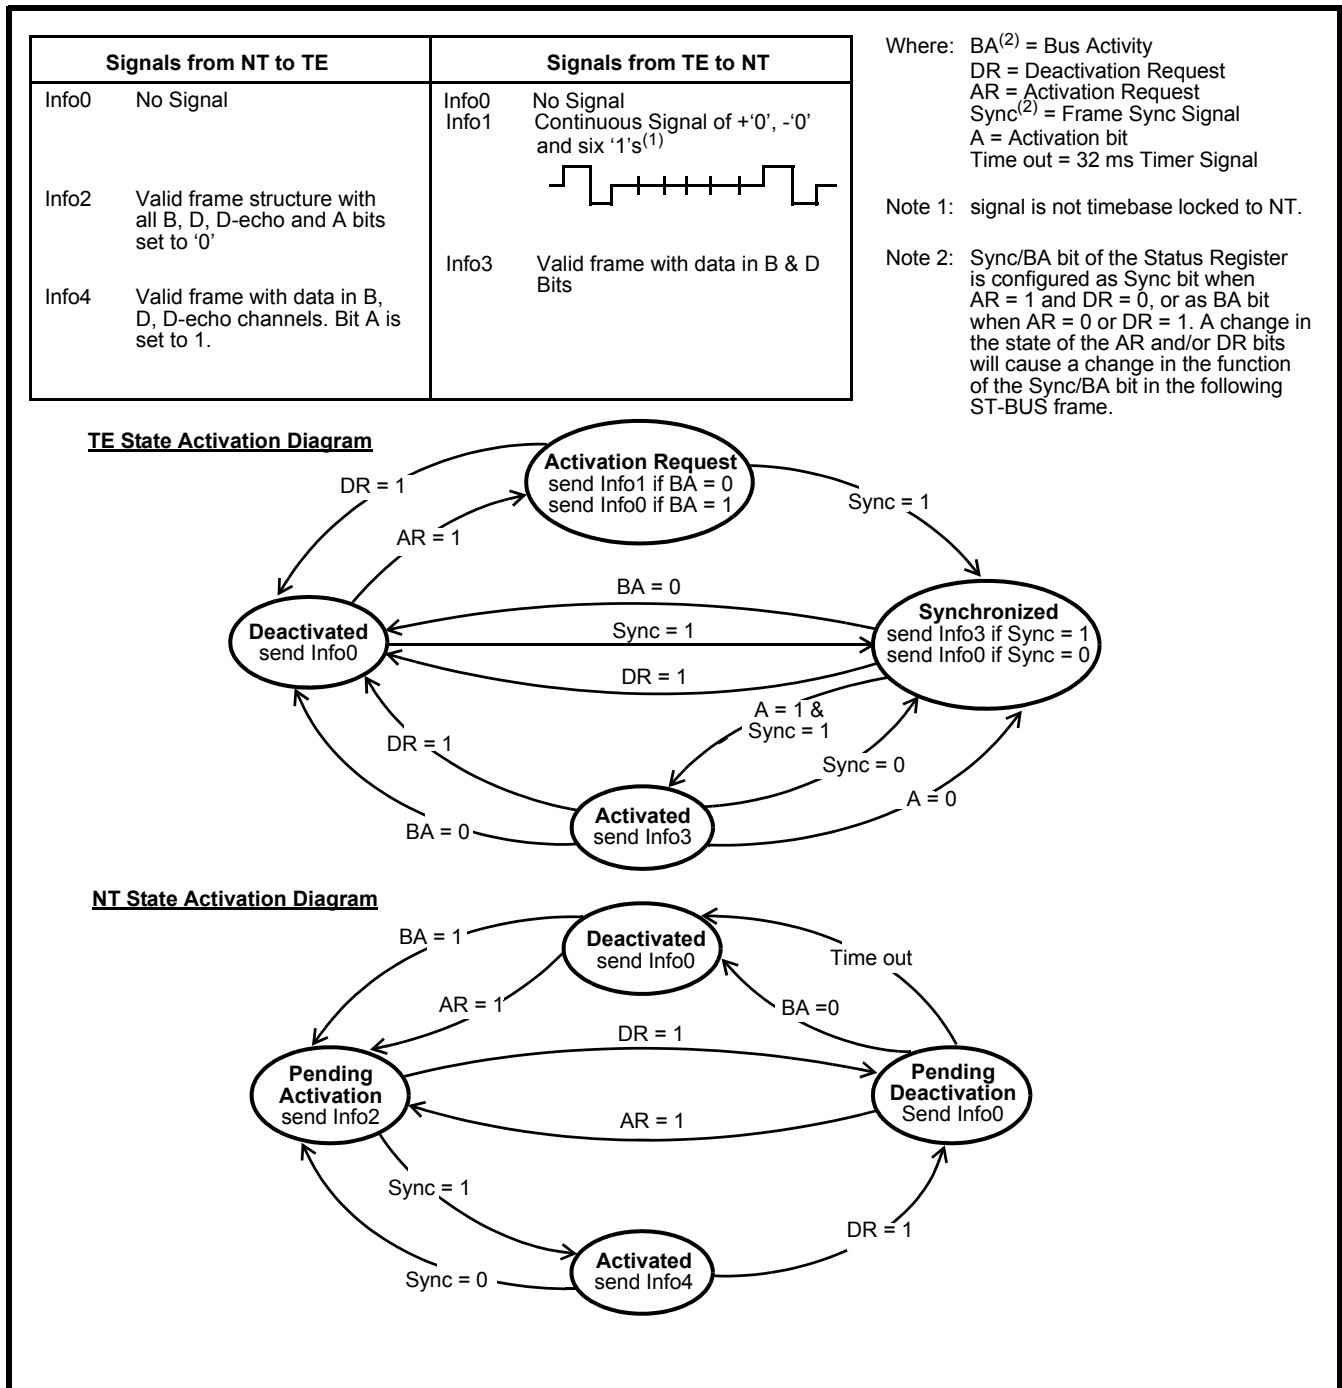 Signals from NT to TE
Signals from TE to NT
Info0 No Signal
Info2 Valid frame structure with
all B, D, D-echo and A bits
set to ‘0’
Info4 Valid frame with data in B,
D, D-echo channels. Bit A is
set to 1.
Info0 No Signal
Info1 Continuous Signal of +‘0’, -‘0’
and six ‘1’s(1)
Info3 Valid frame with data in B & D
Bits
Where: BA(2) = Bus Activity
DR = Deactivation Request
AR = Activation Request
Sync(2) = Frame Sync Signal
A = Activation bit
Time out = 32 ms Timer Signal
Note 1: signal is not timebase locked to NT.
Note 2: Sync/BA bit of the Status Register
is configured as Sync bit when
AR = 1 and DR = 0, or as BA bit
when AR = 0 or DR = 1. A change in
the state of the AR and/or DR bits
will cause a change in the function
of the Sync/BA bit in the following
ST-BUS frame.
TE State Activation Diagram
Activation Request
send Info1 if BA = 0
send Info0 if BA = 1
DR = 1
AR = 1
Sync = 1
BA = 0
Deactivated
send Info0
Sync = 1
Synchronized
send Info3 if Sync = 1
send Info0 if Sync = 0
DR = 1
A = 1 &
Sync = 1
DR = 1
Sync = 0
A = 0
Activated
send Info3
BA = 0
NT State Activation Diagram
BA = 1
Deactivated
send Info0
Time out
AR = 1
BA =0
DR = 1
Pending
Activation
send Info2
Pending
Deactivation
Send Info0
AR = 1
Sync = 1
DR = 1
Activated
send Info4
Sync = 0